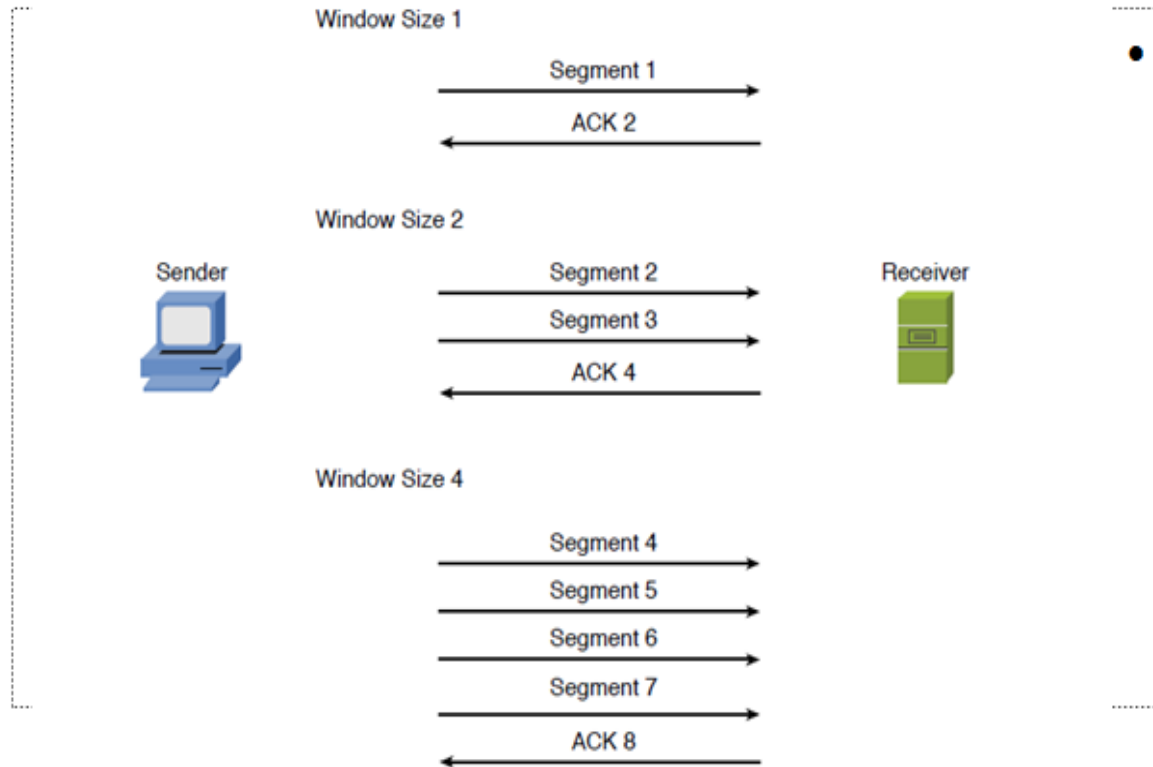 Window Size 1
Segment 1
ACK 2
Window Size 2
Sender
Segment 2
Receiver
Segment 3
ACK 4
Window Size 4
Segment 4
Segment 5
Segment 6
Segment 7
ACK 8